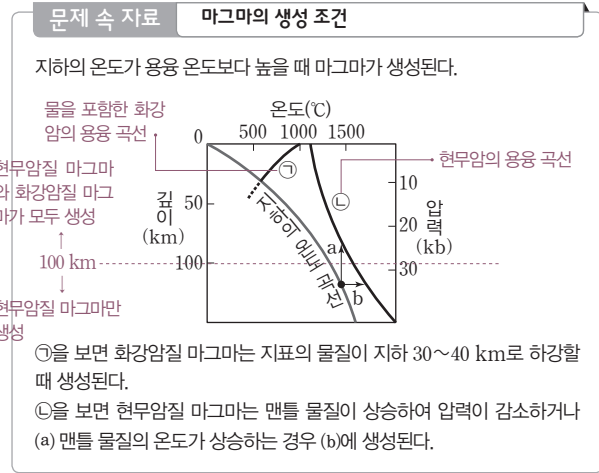 문제 속 자료 마그마의 생성 조건
지하의 온도가 용융 온도보다 높을 때 마그마가 생성된다.
물을 포함한 화강
암의 용융 곡선
온도(℃)
0 500 1000 1500
현무암질 마그마
와 화강암질 마그
마가 모두 생성
↑
100 km
↓
현무암질 마그마만
생성
깊이
(km)
50
100
㉠
㉡
현무암의 용융 곡선
10
20
30
압력
(kb)
지하의 온도 곡선
a
b
㉠을 보면 화강암질 마그마는 지표의 물질이 지하 30~40 km로 하강할
때 생성된다.
㉡을 보면 현무암질 마그마는 맨틀 물질이 상승하여 압력이 감소하거나
(a) 맨틀 물질의 온도가 상승하는 경우 (b)에 생성된다.